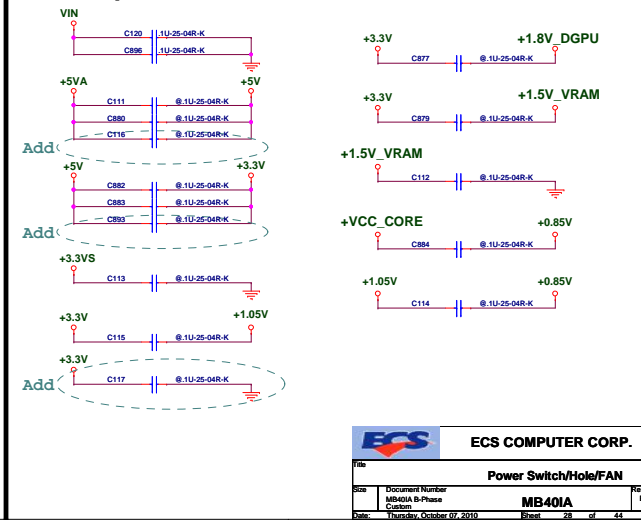 VIN
C120 .1U-25-04R-K
C896 .1U-25-04R-K
+5VA +5V
C111 @.1U-25-04R-K
C880 @.1U-25-04R-K
C116 @.1U-25-04R-K
Add
+5V +3.3V
C882 @.1U-25-04R-K
C883 @.1U-25-04R-K
C893 @.1U-25-04R-K
Add
+3.3VS
C113 @.1U-25-04R-K
+3.3V +1.05V
C115 @.1U-25-04R-K
+3.3V
C117 @.1U-25-04R-K
Add
+3.3V +1.8V_DGPU
C877 @.1U-25-04R-K
+3.3V +1.5V_VRAM
C879 @.1U-25-04R-K
+1.5V_VRAM
C112 @.1U-25-04R-K
+VCC_CORE +0.85V
C884 @.1U-25-04R-K
+1.05V +0.85V
C114 @.1U-25-04R-K
ECS ECS COMPUTER CORP.
Title
Power Switch/Hole/FAN
Size Document Number
MB40IA B-Phase
Custom
MB40IA
Date: Thursday, October 07, 2010 Sheet 28 of 44